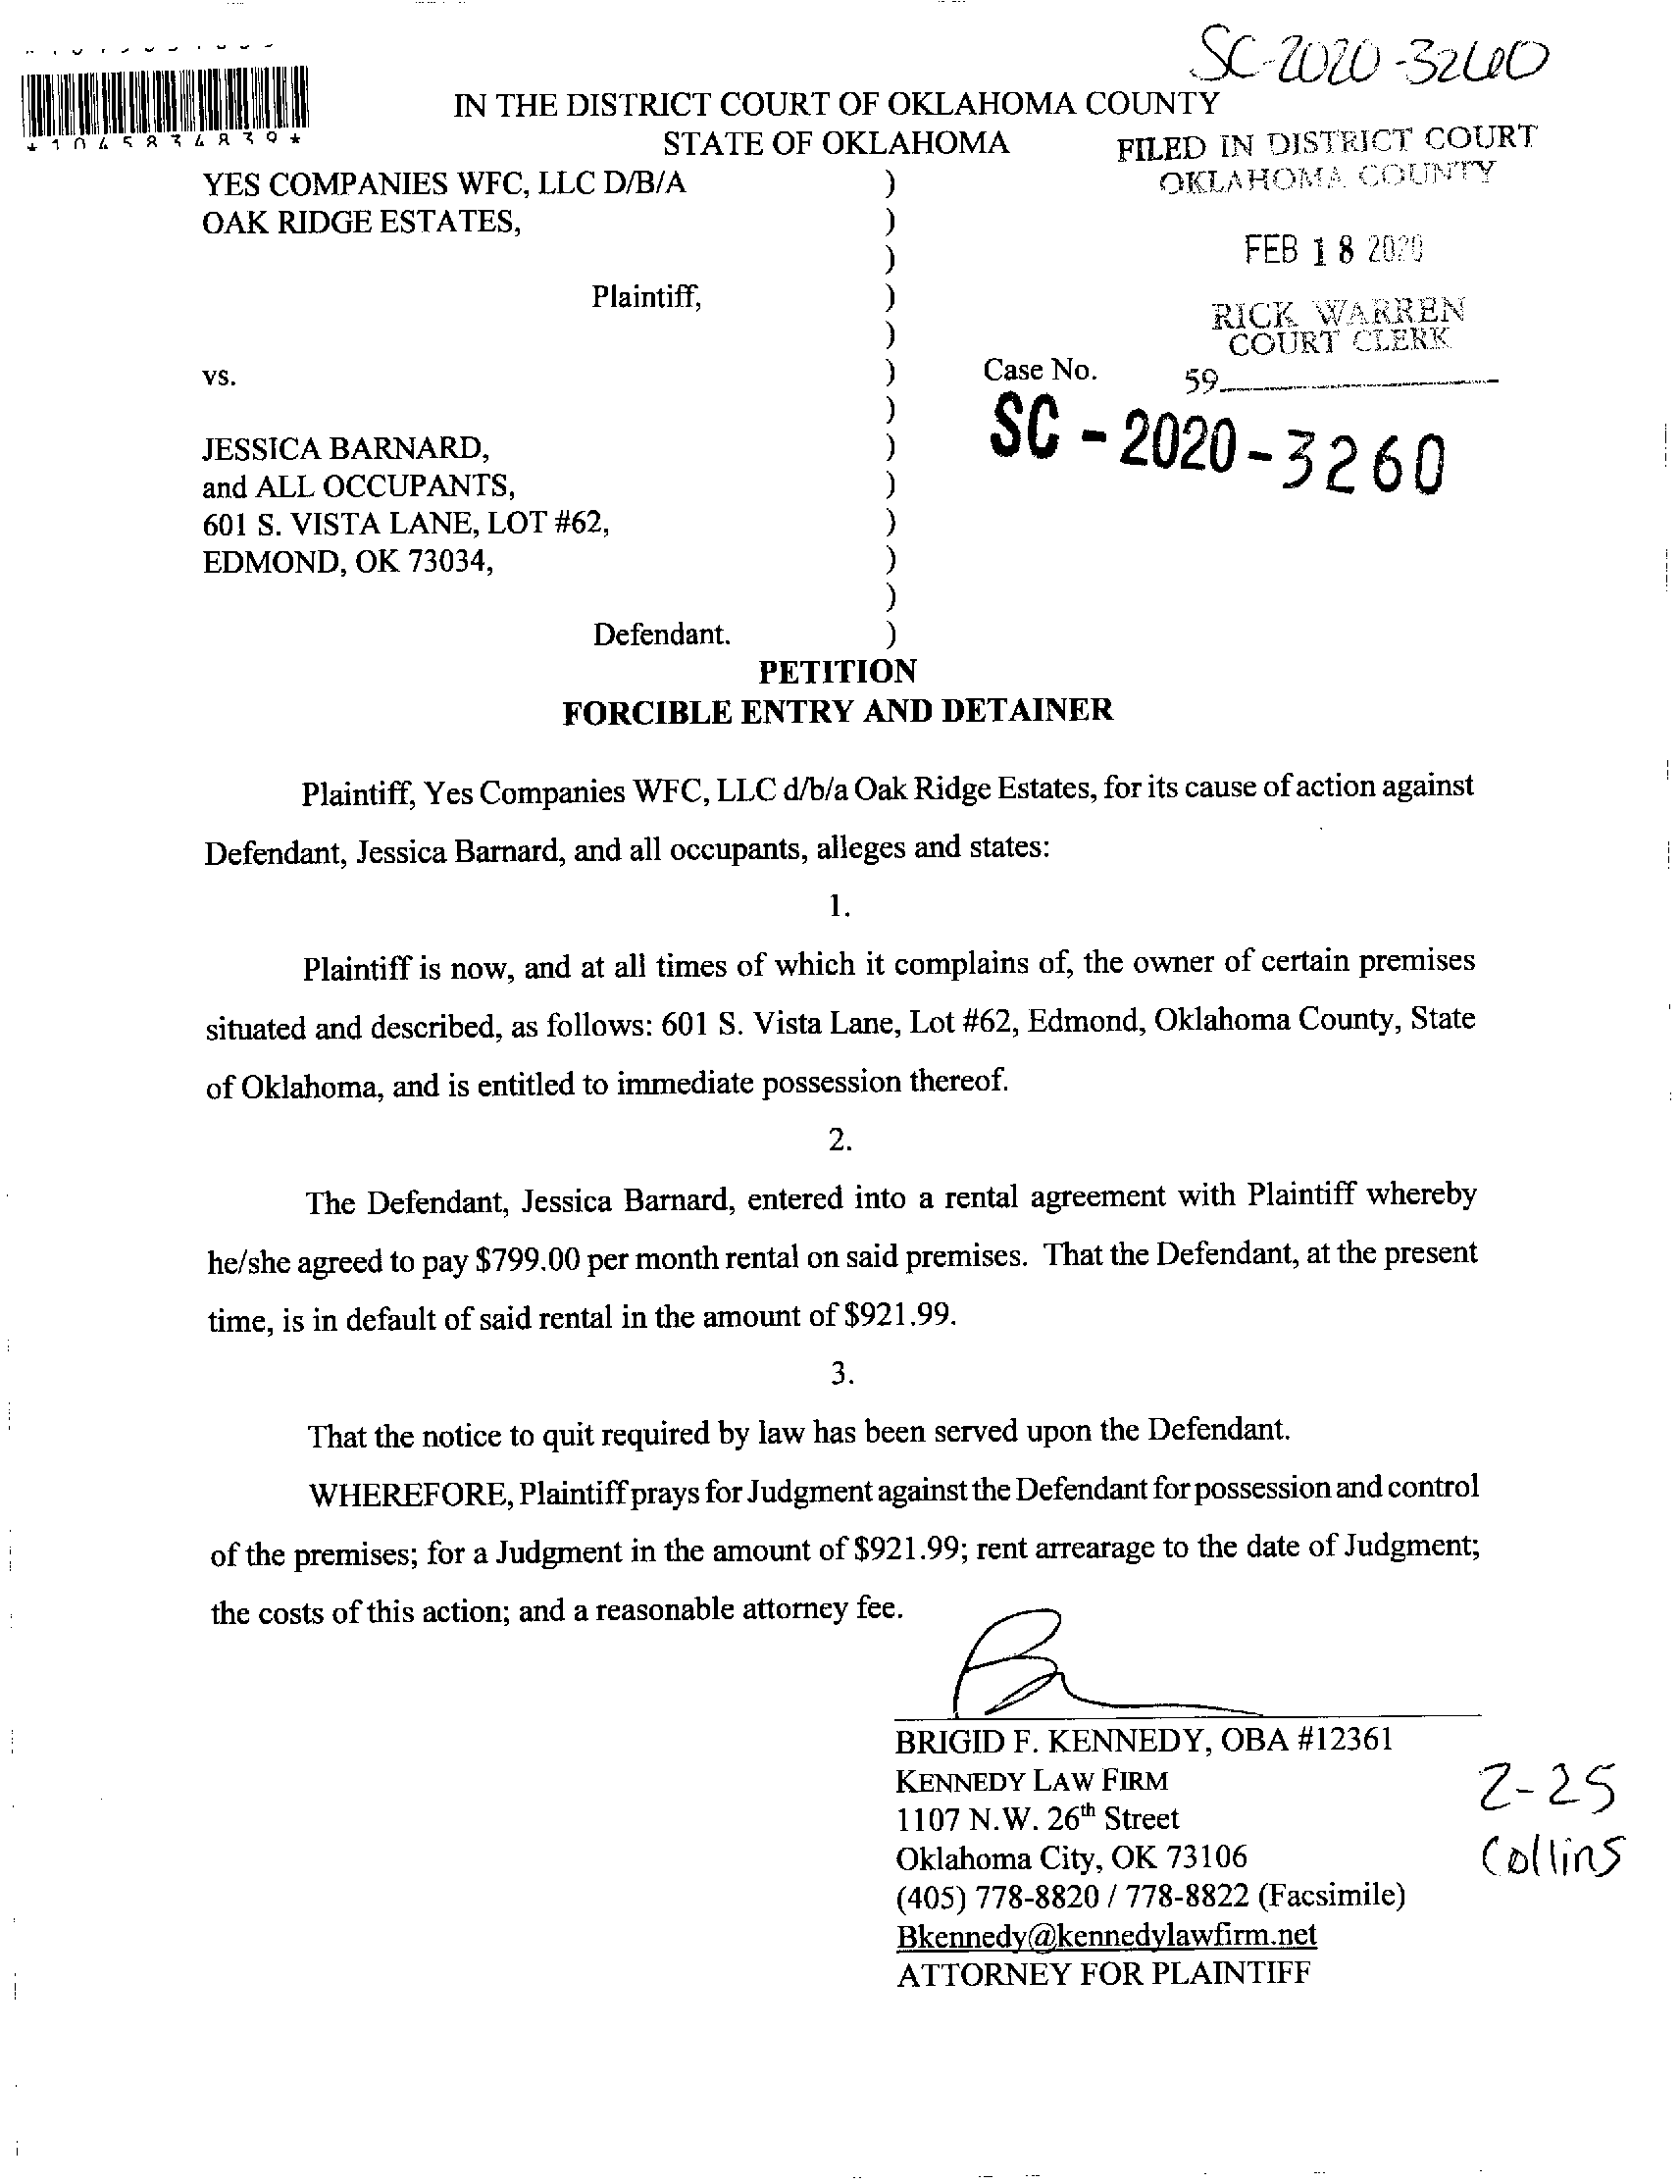 SC-2020-3260
*1045834839*
IN THE DISTRICT COURT OF OKLAHOMA COUNTY
STATE OF OKLAHOMA
FILED IN DISTRICT COURT
OKLAHOMA COUNTY
FEB 18 2020
RICK WARREN
COURT CLERK
59
YES COMPANIES WFC, LLC D/B/A )
OAK RIDGE ESTATES, )
)
Plaintiff, )
)
vs. ) Case No.
) SC-2020-3260
JESSICA BARNARD, )
and ALL OCCUPANTS, )
601 S. VISTA LANE, LOT #62, )
EDMOND, OK 73034, )
)
Defendant. )
PETITION
FORCIBLE ENTRY AND DETAINER
Plaintiff, Yes Companies WFC, LLC d/b/a Oak Ridge Estates, for its cause of action against
Defendant, Jessica Barnard, and all occupants, alleges and states:
1.
Plaintiff is now, and at all times of which it complains of, the owner of certain premises
situated and described, as follows: 601 S. Vista Lane, Lot #62, Edmond, Oklahoma County, State
of Oklahoma, and is entitled to immediate possession thereof.
2.
The Defendant, Jessica Barnard, entered into a rental agreement with Plaintiff whereby
he/she agreed to pay $799.00 per month rental on said premises. That the Defendant, at the present
time, is in default of said rental in the amount of $921.99.
3.
That the notice to quit required by law has been served upon the Defendant.
WHEREFORE, Plaintiff prays for Judgment against the Defendant for possession and control
of the premises; for a Judgment in the amount of $921.99; rent arrearage to the date of Judgment;
the costs of this action; and a reasonable attorney fee.
BRIGID F. KENNEDY, OBA #12361
KENNEDY LAW FIRM
1107 N.W. 26th Street
Oklahoma City, OK 73106
(405) 778-8820 / 778-8822 (Facsimile)
Bkennedy@kennedylawfirm.net
ATTORNEY FOR PLAINTIFF
2-25
Collins